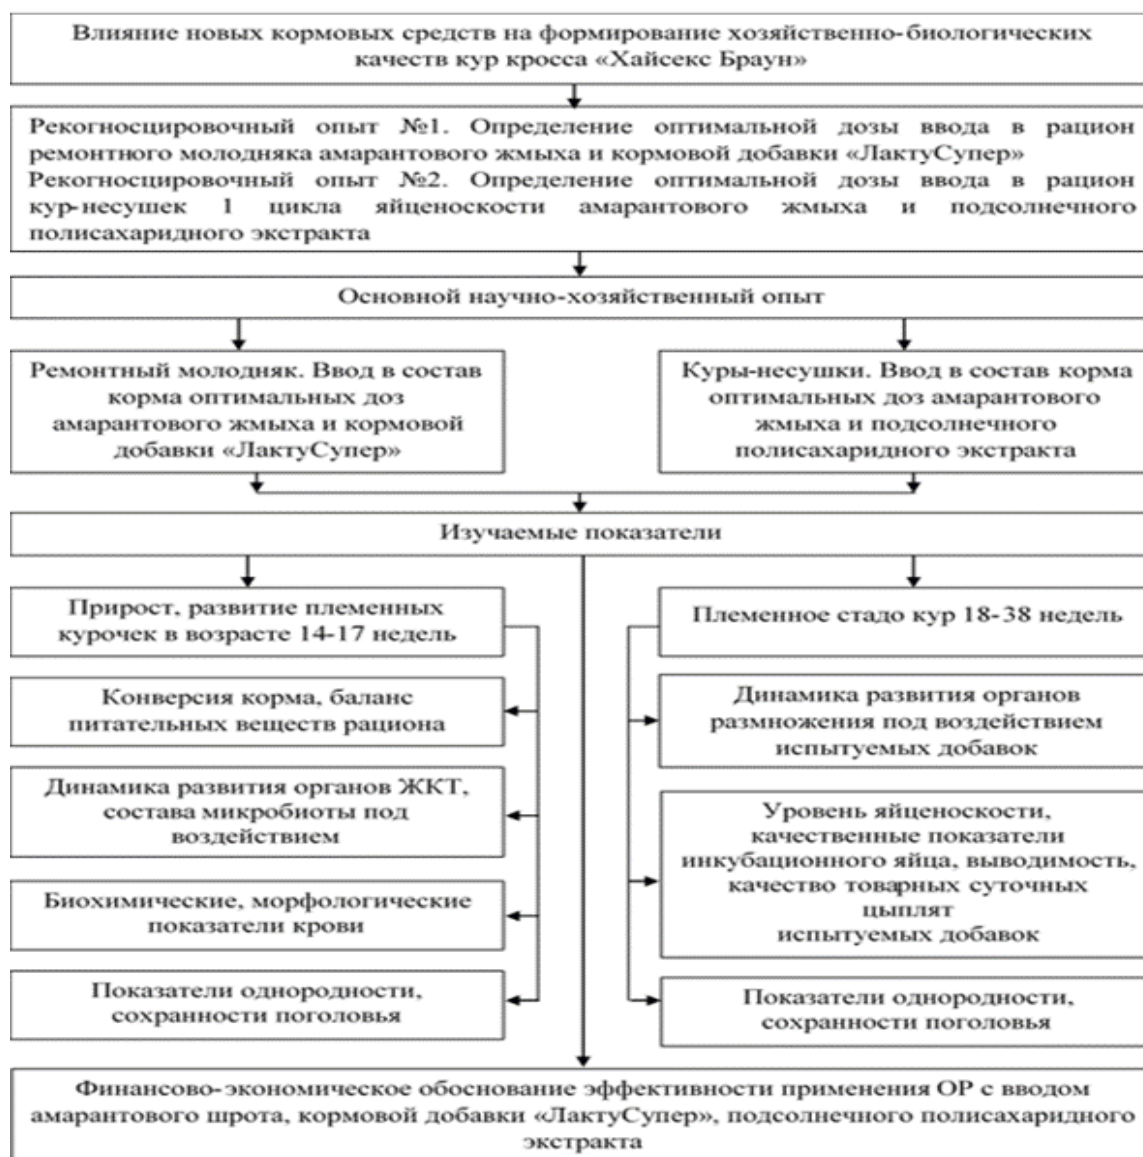 Влияние новых кормовых средств на формирование хозяйственно-биологических
качеств кур кросса «Хайсекс Браун»
Рекогносцировочный опыт №1. Определение оптимальной дозы ввода в рацион
ремонтного молодняка амарантового жмыха и кормовой добавки «ЛактуСупер»
Рекогносцировочный опыт №2. Определение оптимальной дозы ввода в рацион
кур-несушек 1 цикла яйценоскости амарантового жмыха и подсолнечного
полисахаридного экстракта
Основной научно-хозяйственный опыт
Ремонтный молодняк. Ввод в состав
корма оптимальных доз
амарантового жмыха и кормовой
добавки «ЛактуСупер»
Куры-несушки. Ввод в состав корма
оптимальных доз амарантового
жмыха и подсолнечного
полисахаридного экстракта
Изучаемые показатели
Прирост, развитие племенных
курочек в возрасте 14-17 недель
Конверсия корма, баланс
питательных веществ рациона
Динамика развития органов ЖКТ,
состава микробиоты под
воздействием
Биохимические, морфологические
показатели крови
Показатели однородности,
сохранности поголовья
Племенное стадо кур 18-38 недель
Динамика развития органов
размножения под воздействием
испытуемых добавок
Уровень яйценоскости,
качественные показатели
инкубационного яйца, выводимость,
качество товарных суточных
цыплят
испытуемых добавок
Показатели однородности,
сохранности поголовья
Финансово-экономическое обоснование эффективности применения ОР с вводом
амарантового шрота, кормовой добавки «ЛактуСупер», подсолнечного полисахаридного
экстракта